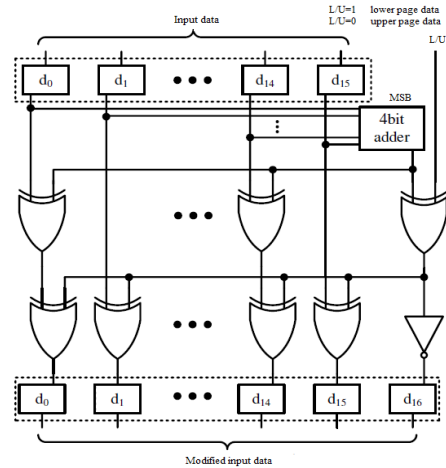 L/U=1 lower page data
L/U=0 upper page data
Input data
L/U
d0 d1 d14 d15
MSB
4bit
adder
d0 d1 d14 d15 d16
Modified input data